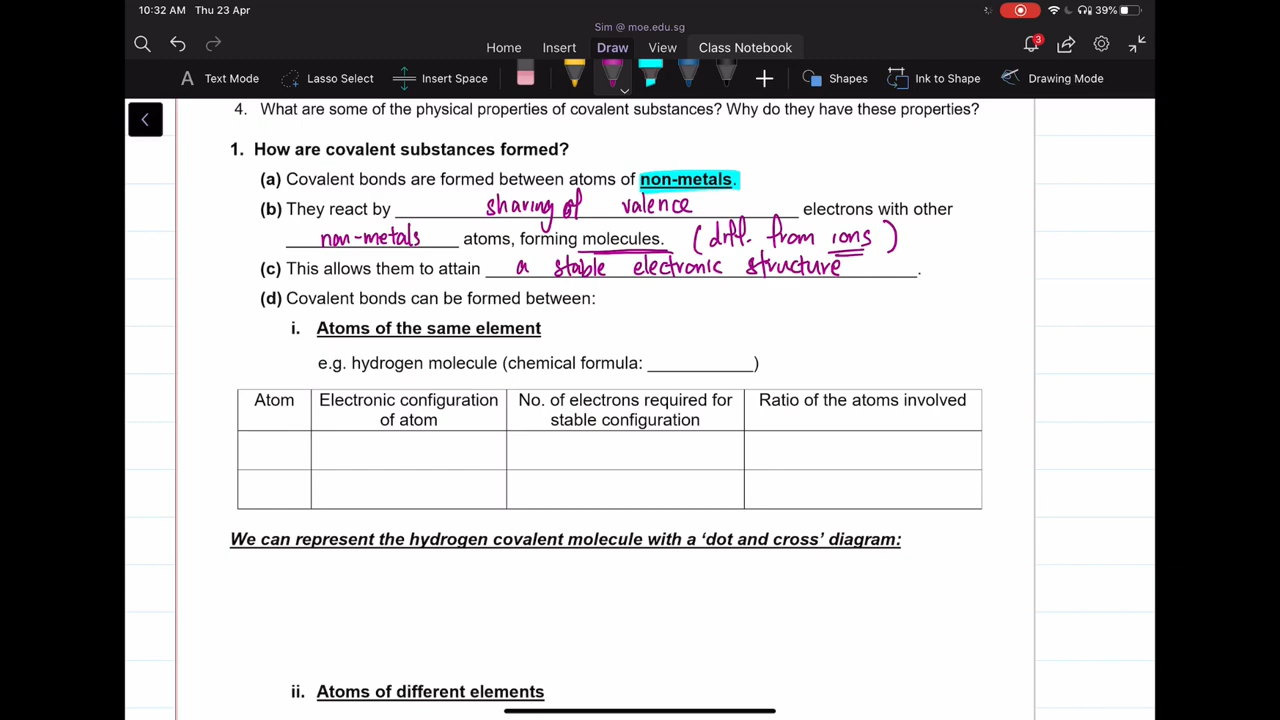 10:32 AM Thu 23 Apr 39%
Sim @ moe.edu.sg
Home Insert Draw View Class Notebook 3
A Text Mode Lasso Select Insert Space Shapes Ink to Shape Drawing Mode
4. What are some of the physical properties of covalent substances? Why do they have these properties?
1. How are covalent substances formed?
(a) Covalent bonds are formed between atoms of non-metals.
(b) They react by sharing of valence electrons with other
non-metals atoms, forming molecules. (diff. from ions)
(c) This allows them to attain a stable electronic structure.
(d) Covalent bonds can be formed between:
i. Atoms of the same element
e.g. hydrogen molecule (chemical formula: ___________)
Atom Electronic configuration No. of electrons required for Ratio of the atoms involved
of atom stable configuration
We can represent the hydrogen covalent molecule with a ‘dot and cross’ diagram:
ii. Atoms of different elements